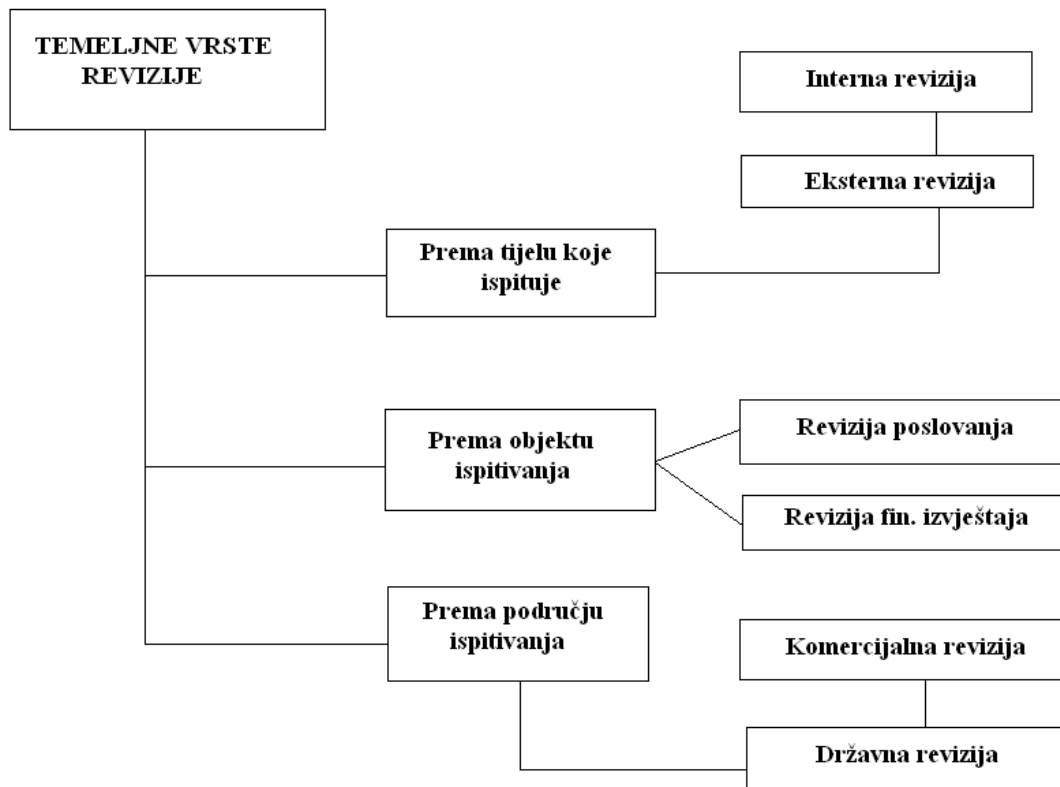 TEMELJNE VRSTE
REVIZIJE
Interna revizija
Eksterna revizija
Prema tijelu koje
ispituje
Prema objektu
ispitivanja
Revizija poslovanja
Revizija fin. izvještaja
Prema području
ispitivanja
Komercijalna revizija
Državna revizija